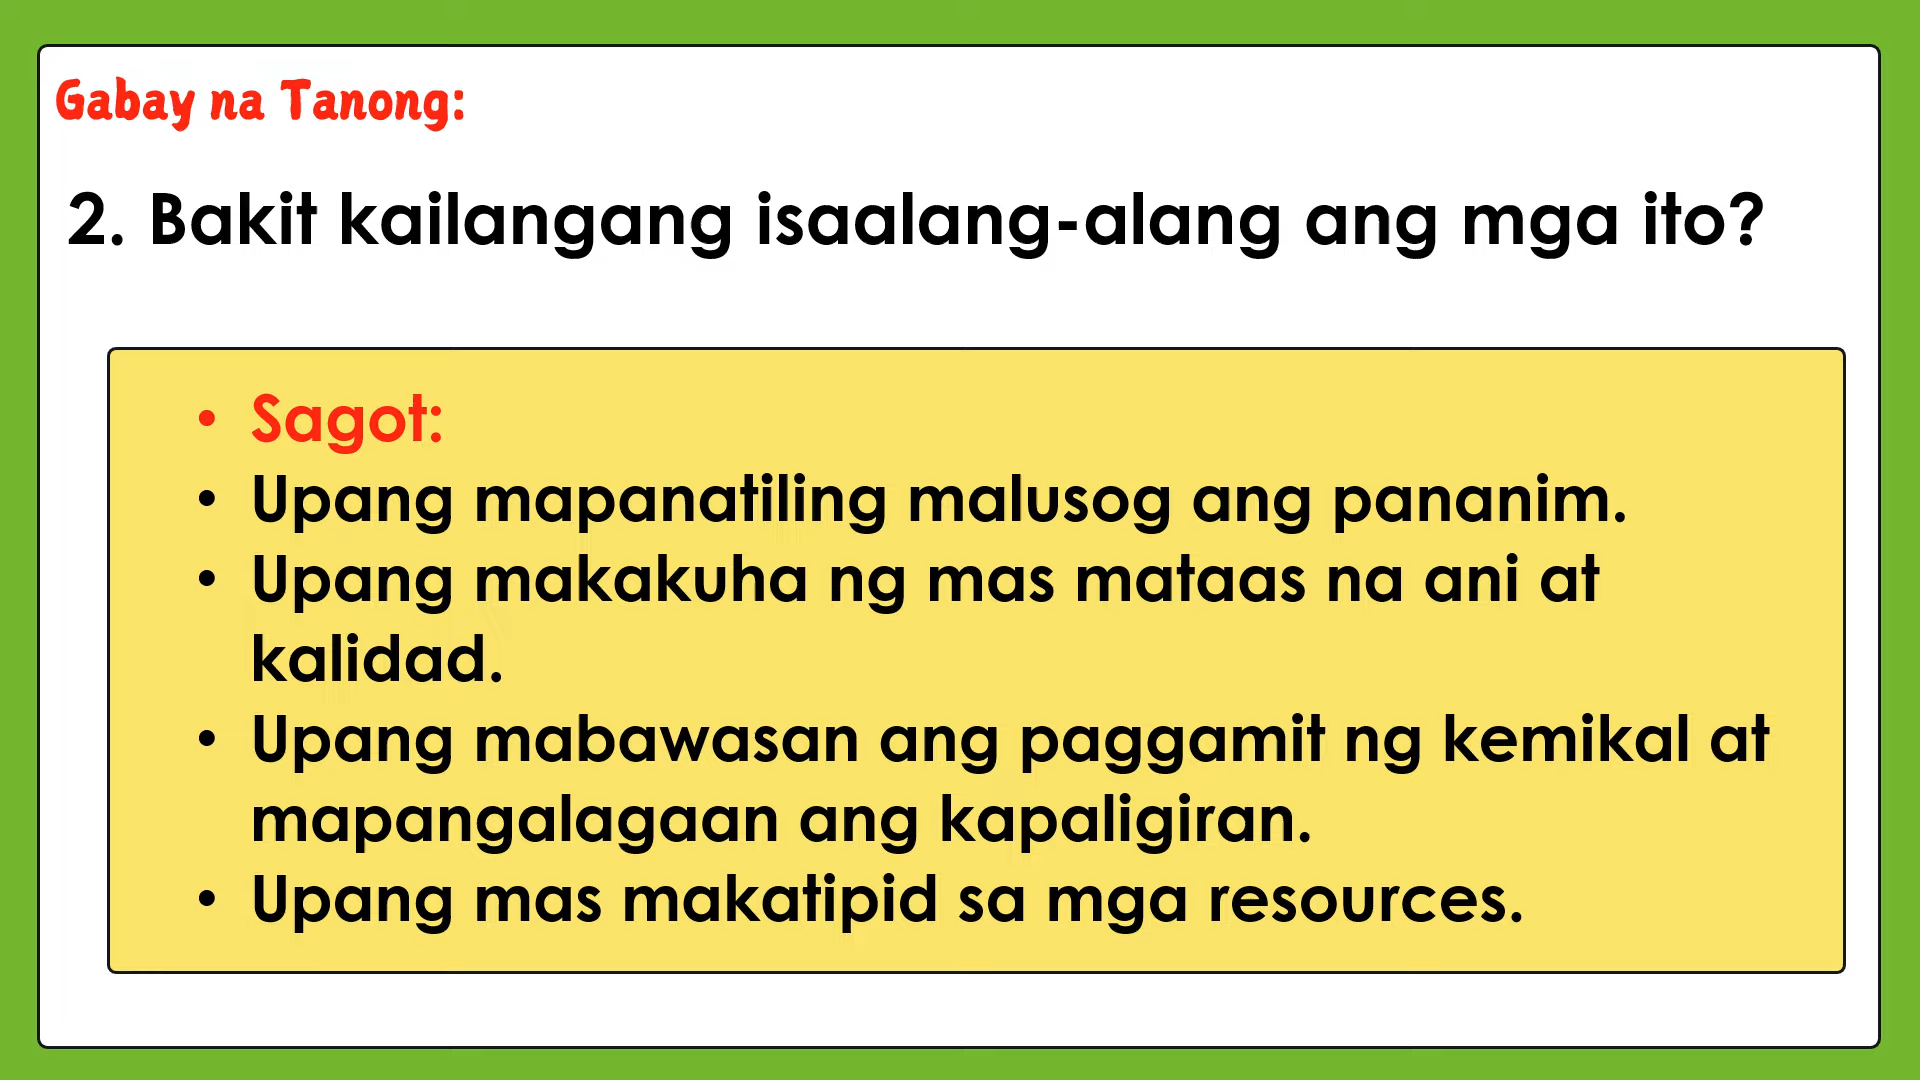 Gabay na Tanong:
2. Bakit kailangang isaalang-alang ang mga ito?
• Sagot:
• Upang mapanatiling malusog ang pananim.
• Upang makakuha ng mas mataas na ani at
kalidad.
• Upang mabawasan ang paggamit ng kemikal at
mapangalagaan ang kapaligiran.
• Upang mas makatipid sa mga resources.